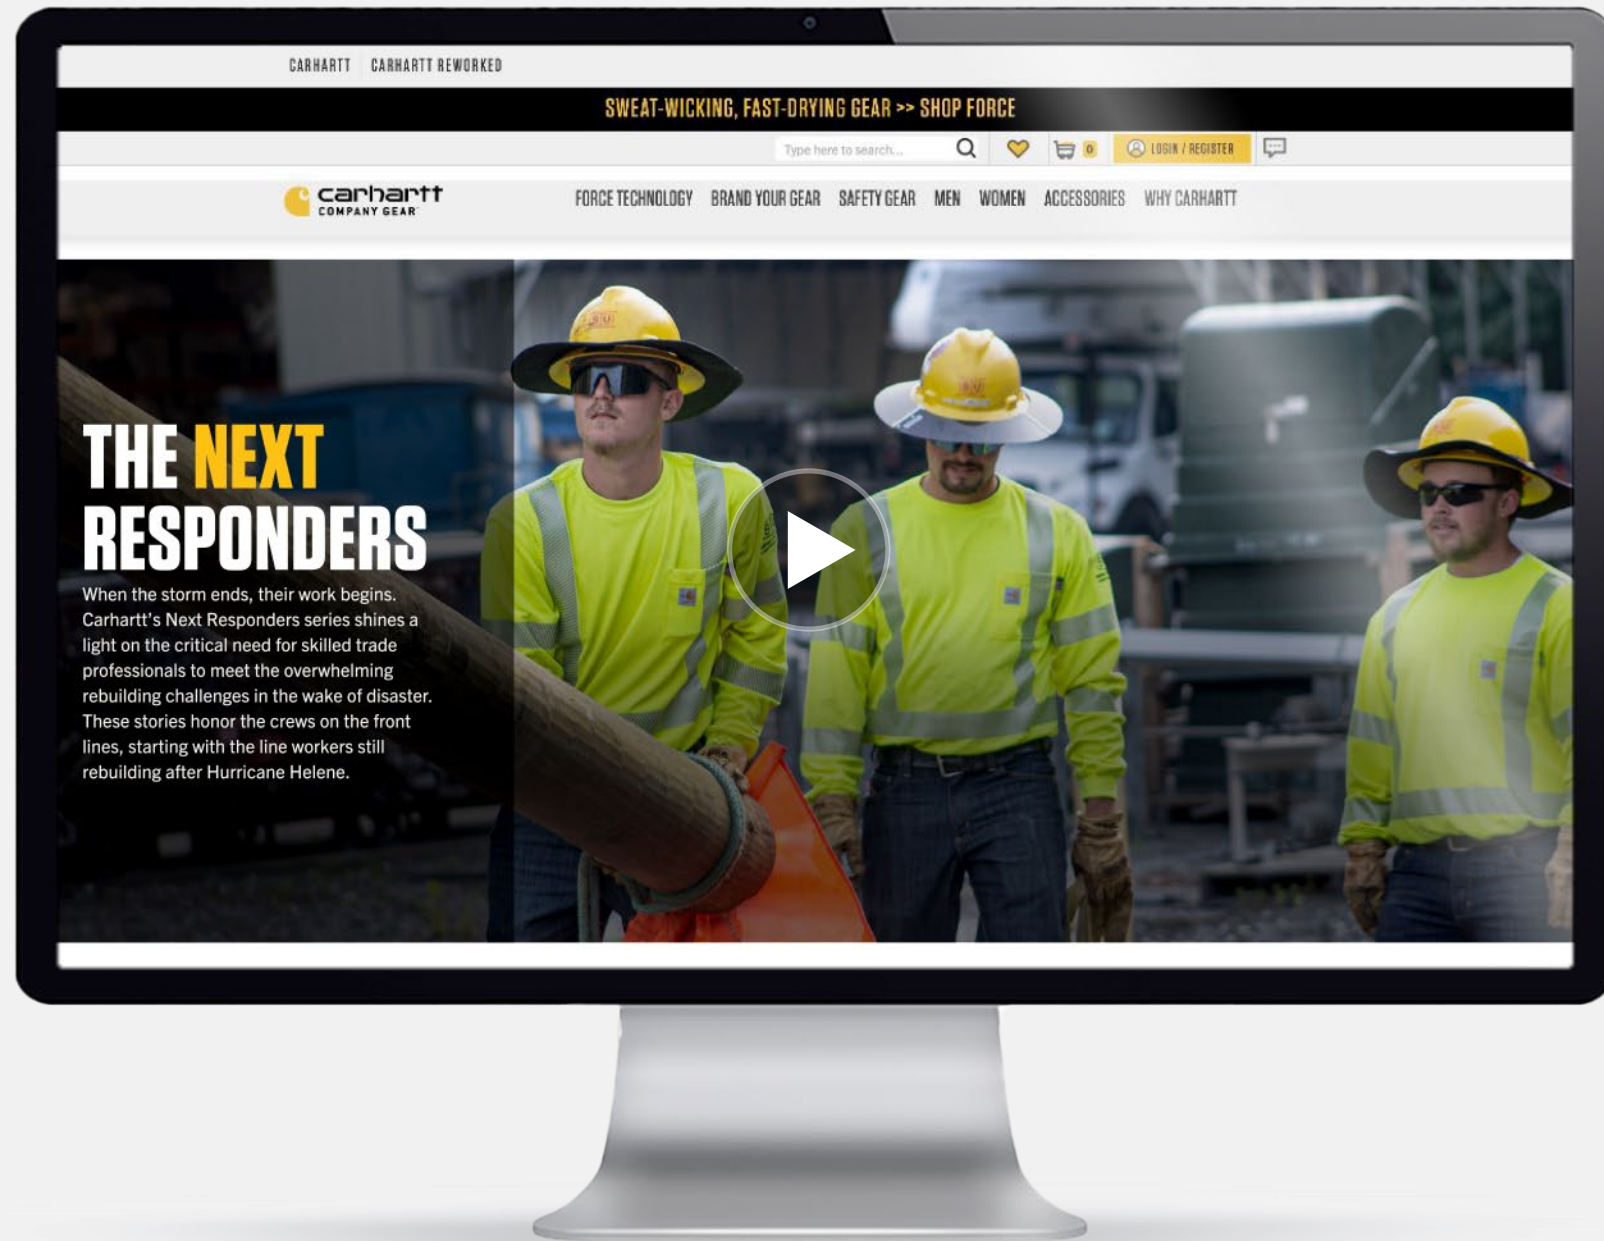 CARHARTT CARHARTT REWORKED
SWEAT-WICKING, FAST-DRYING GEAR >> SHOP FORCE
Type here to search... 0 LOGIN / REGISTER
carhartt
COMPANY GEAR
FORCE TECHNOLOGY BRAND YOUR GEAR SAFETY GEAR MEN WOMEN ACCESSORIES WHY CARHARTT
THE NEXT
RESPONDERS
When the storm ends, their work begins.
Carhartt’s Next Responders series shines a
light on the critical need for skilled trade
professionals to meet the overwhelming
rebuilding challenges in the wake of disaster.
These stories honor the crews on the front
lines, starting with the line workers still
rebuilding after Hurricane Helene.